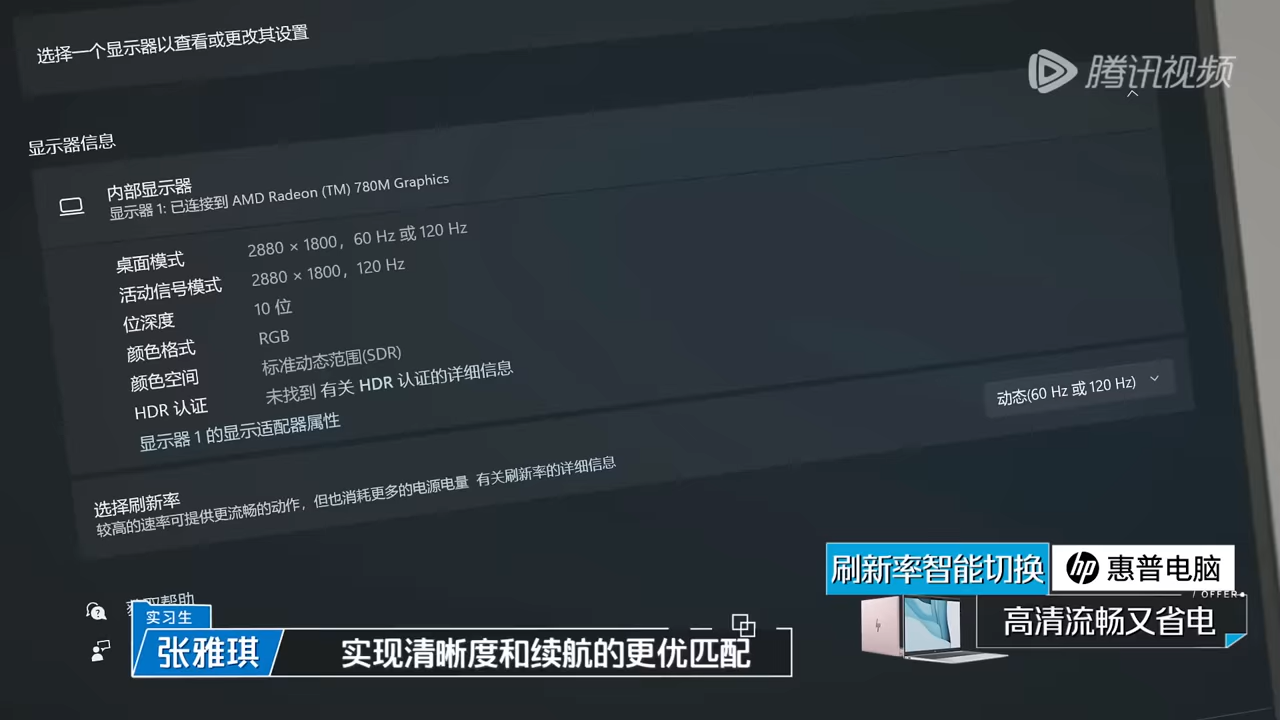 选择一个显示器以查看或更改其设置
腾讯视频
显示器信息
内部显示器
显示器 1: 已连接到 AMD Radeon (TM) 780M Graphics
桌面模式 2880 × 1800，60 Hz 或 120 Hz
活动信号模式 2880 × 1800，120 Hz
位深度 10 位
颜色格式 RGB
颜色空间 标准动态范围(SDR)
HDR 认证 未找到 有关 HDR 认证的详细信息
显示器 1 的显示适配器属性
动态(60 Hz 或 120 Hz)
选择刷新率
较高的速率可提供更流畅的动作，但也消耗更多的电源电量 有关刷新率的详细信息
刷新率智能切换 hp 惠普电脑
OFFER
高清流畅又省电
获取帮助
实习生
张雅琪 实现清晰度和续航的更优匹配